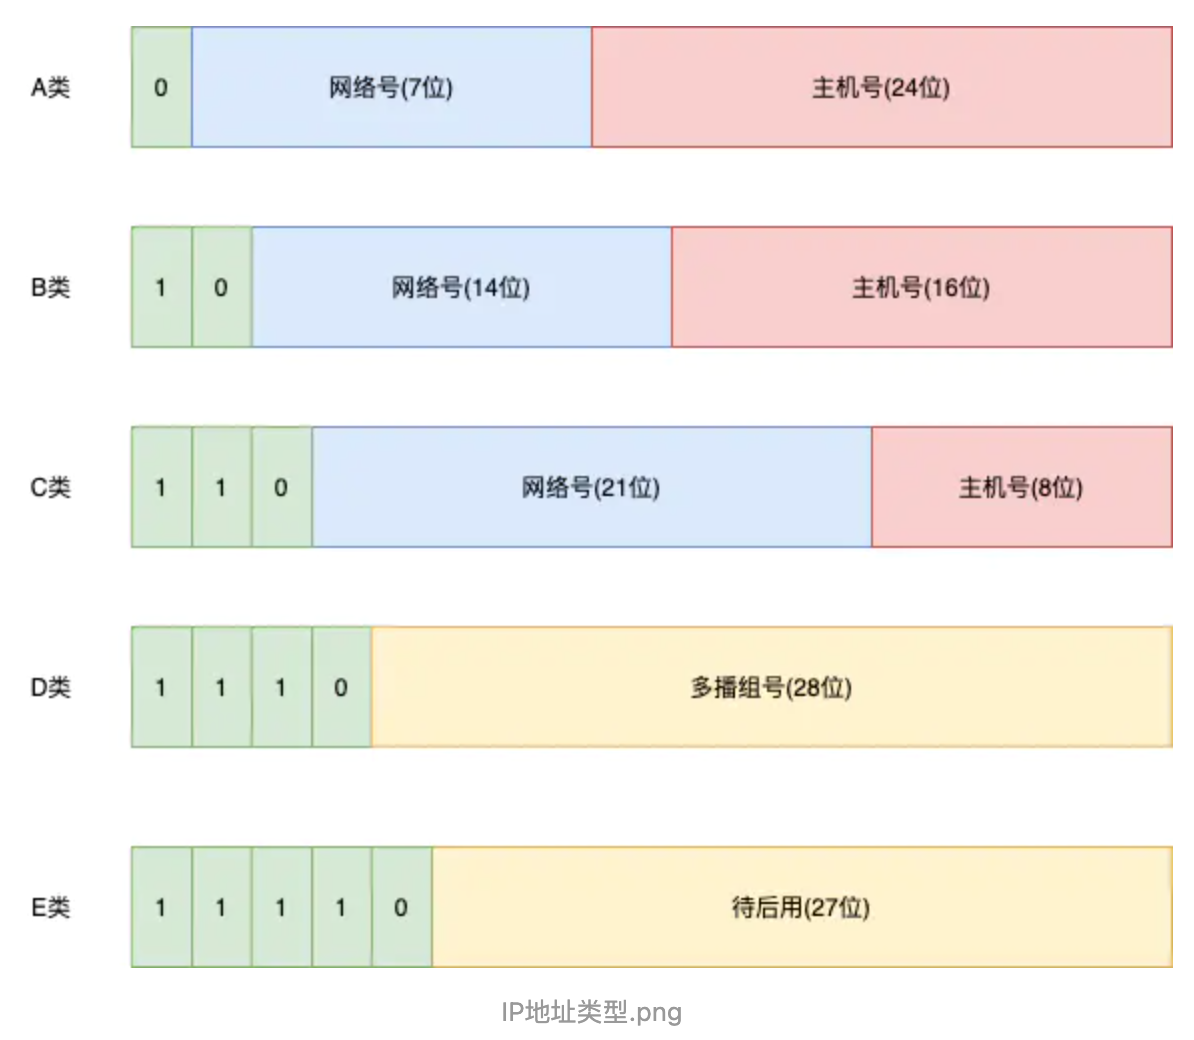 A类 0 网络号(7位) 主机号(24位)
B类 1 0 网络号(14位) 主机号(16位)
C类 1 1 0 网络号(21位) 主机号(8位)
D类 1 1 1 0 多播组号(28位)
E类 1 1 1 1 0 待后用(27位)
IP地址类型.png